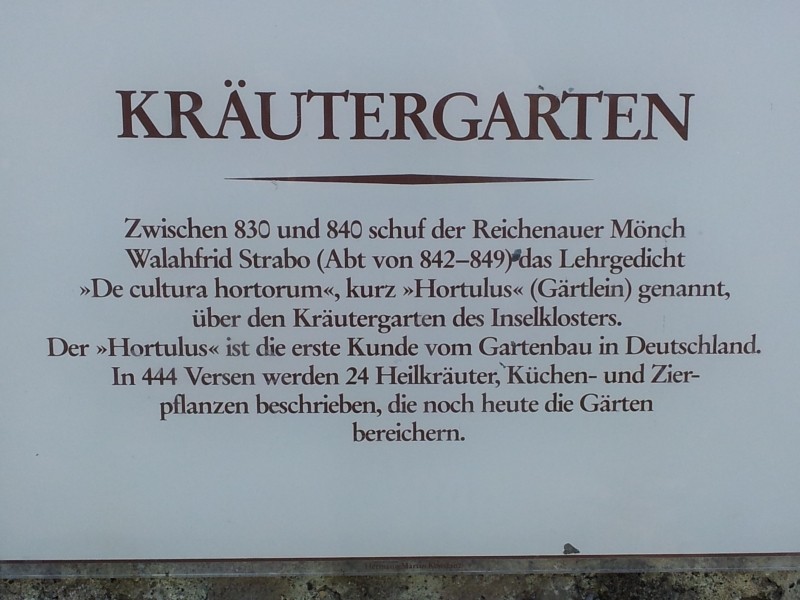 KRÄUTERGARTEN
Zwischen 830 und 840 schuf der Reichenauer Mönch
Walahfrid Strabo (Abt von 842–849) das Lehrgedicht
»De cultura hortorum«, kurz »Hortulus« (Gärtlein) genannt,
über den Kräutergarten des Inselklosters.
Der »Hortulus« ist die erste Kunde vom Gartenbau in Deutschland.
In 444 Versen werden 24 Heilkräuter, Küchen- und Zier-
pflanzen beschrieben, die noch heute die Gärten
bereichern.